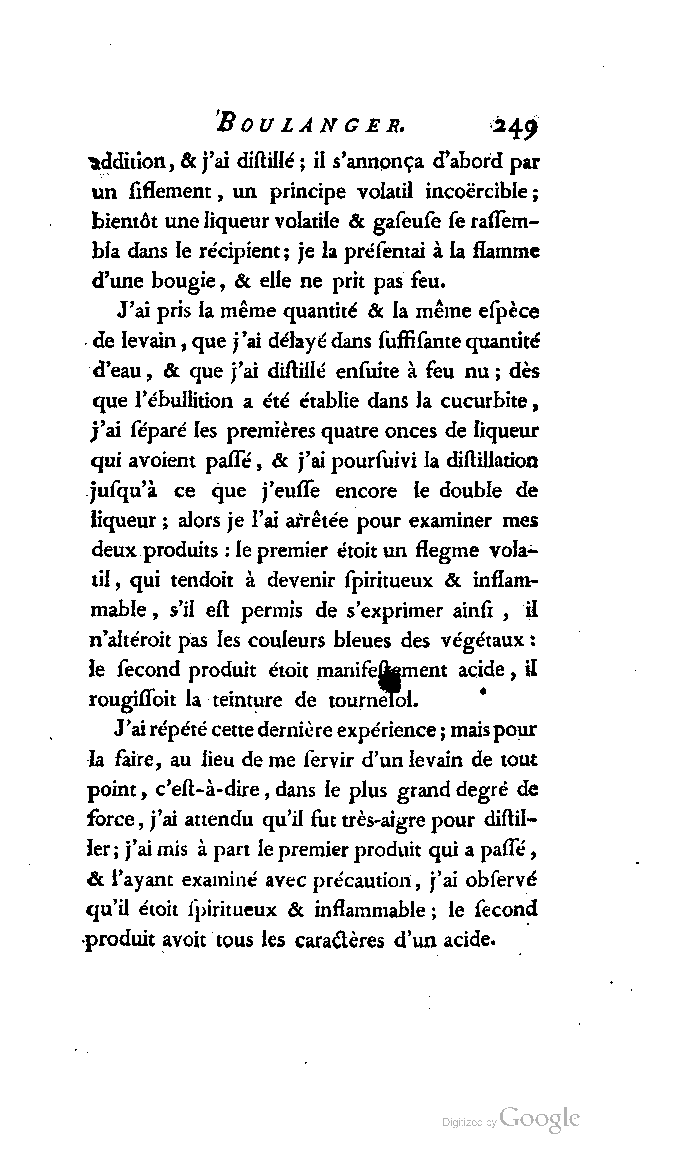 BOULANGER. 249
addition, & j'ai diſtillé ; il s'annonça d'abord par
un ſiflement, un principe volatil incoërcible ;
bientôt une liqueur volatile & gaſeuſe ſe raſſem-
bla dans le récipient ; je la préſentai à la flamme
d'une bougie, & elle ne prit pas feu.
J'ai pris la même quantité & la même eſpèce
de levain, que j'ai délayé dans ſuffiſante quantité
d'eau, & que j'ai diſtillé enſuite à feu nu ; dès
que l'ébullition a été établie dans la cucurbite,
j'ai ſéparé les premières quatre onces de liqueur
qui avoient paſſé, & j'ai pourſuivi la diſtillation
juſqu'à ce que j'euſſe encore le double de
liqueur ; alors je l'ai arrêtée pour examiner mes
deux produits : le premier étoit un flegme vola-
til, qui tendoit à devenir ſpiritueux & inflam-
mable, s'il eſt permis de s'exprimer ainſi, il
n'altéroit pas les couleurs bleues des végétaux :
le ſecond produit étoit manifeſtement acide, il
rougiſſoit la teinture de tourneſol.
J'ai répété cette dernière expérience ; mais pour
la faire, au lieu de me ſervir d'un levain de tout
point, c'eſt-à-dire, dans le plus grand degré de
force, j'ai attendu qu'il fut très-aigre pour diſtil-
ler ; j'ai mis à part le premier produit qui a paſſé,
& l'ayant examiné avec précaution, j'ai obſervé
qu'il étoit ſpiritueux & inflammable ; le ſecond
produit avoit tous les caractères d'un acide.
Digitized by Google